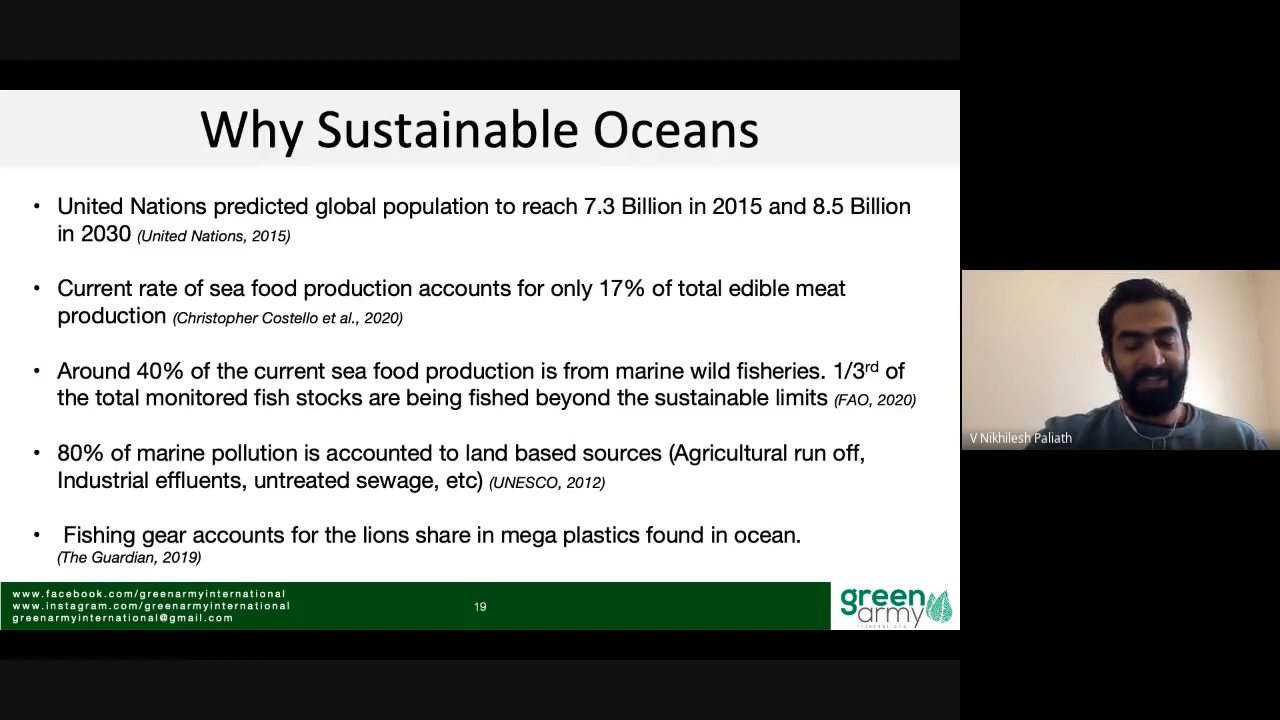 Why Sustainable Oceans
• United Nations predicted global population to reach 7.3 Billion in 2015 and 8.5 Billion
in 2030 (United Nations, 2015)
• Current rate of sea food production accounts for only 17% of total edible meat
production (Christopher Costello et al., 2020)
• Around 40% of the current sea food production is from marine wild fisheries. 1/3rd of
the total monitored fish stocks are being fished beyond the sustainable limits (FAO, 2020)
• 80% of marine pollution is accounted to land based sources (Agricultural run off,
Industrial effluents, untreated sewage, etc) (UNESCO, 2012)
• Fishing gear accounts for the lions share in mega plastics found in ocean.
(The Guardian, 2019)
www.facebook.com/greenarmyinternational
www.instagram.com/greenarmyinternational
greenarmyinternational@gmail.com
19
green
army
international
V Nikhilesh Paliath